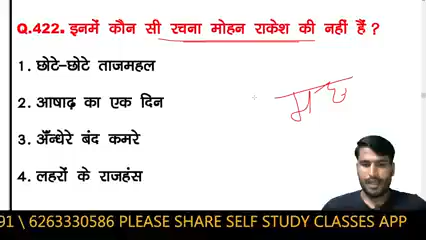 Q.422. इनमें कौन सी रचना मोहन राकेश की नहीं हैं ?
1. छोटे-छोटे ताजमहल
2. आषाढ़ का एक दिन
3. अँन्धेरे बंद कमरे
4. लहरों के राजहंस
91 \ 6263330586 PLEASE SHARE SELF STUDY CLASSES APP